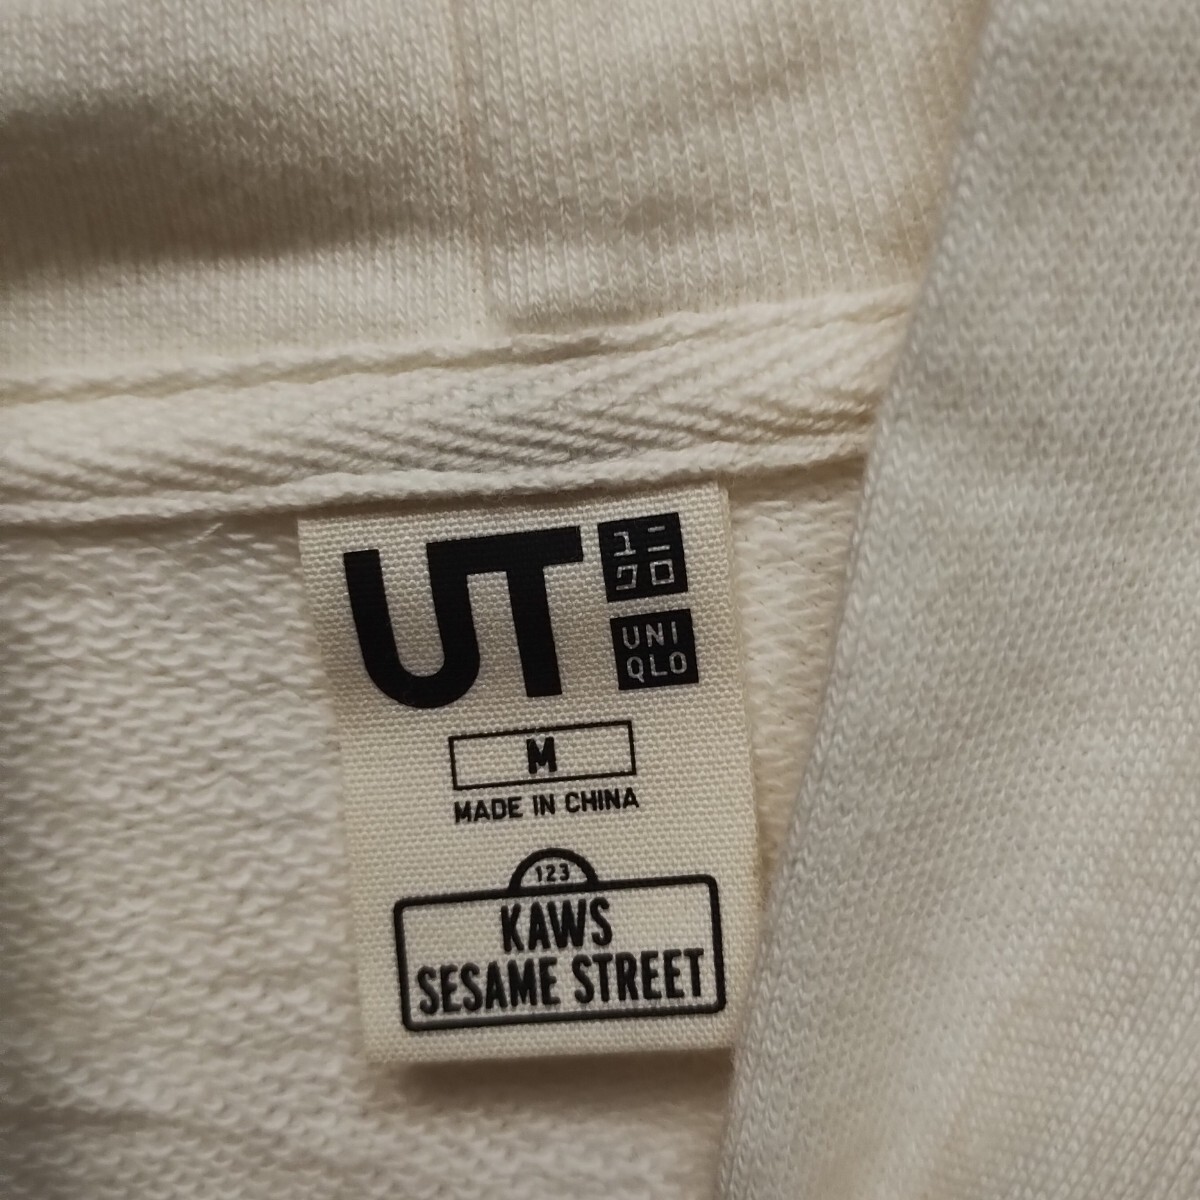 UT
ユニ
クロ
UNI
QLO
M
MADE IN CHINA
123
KAWS
SESAME STREET